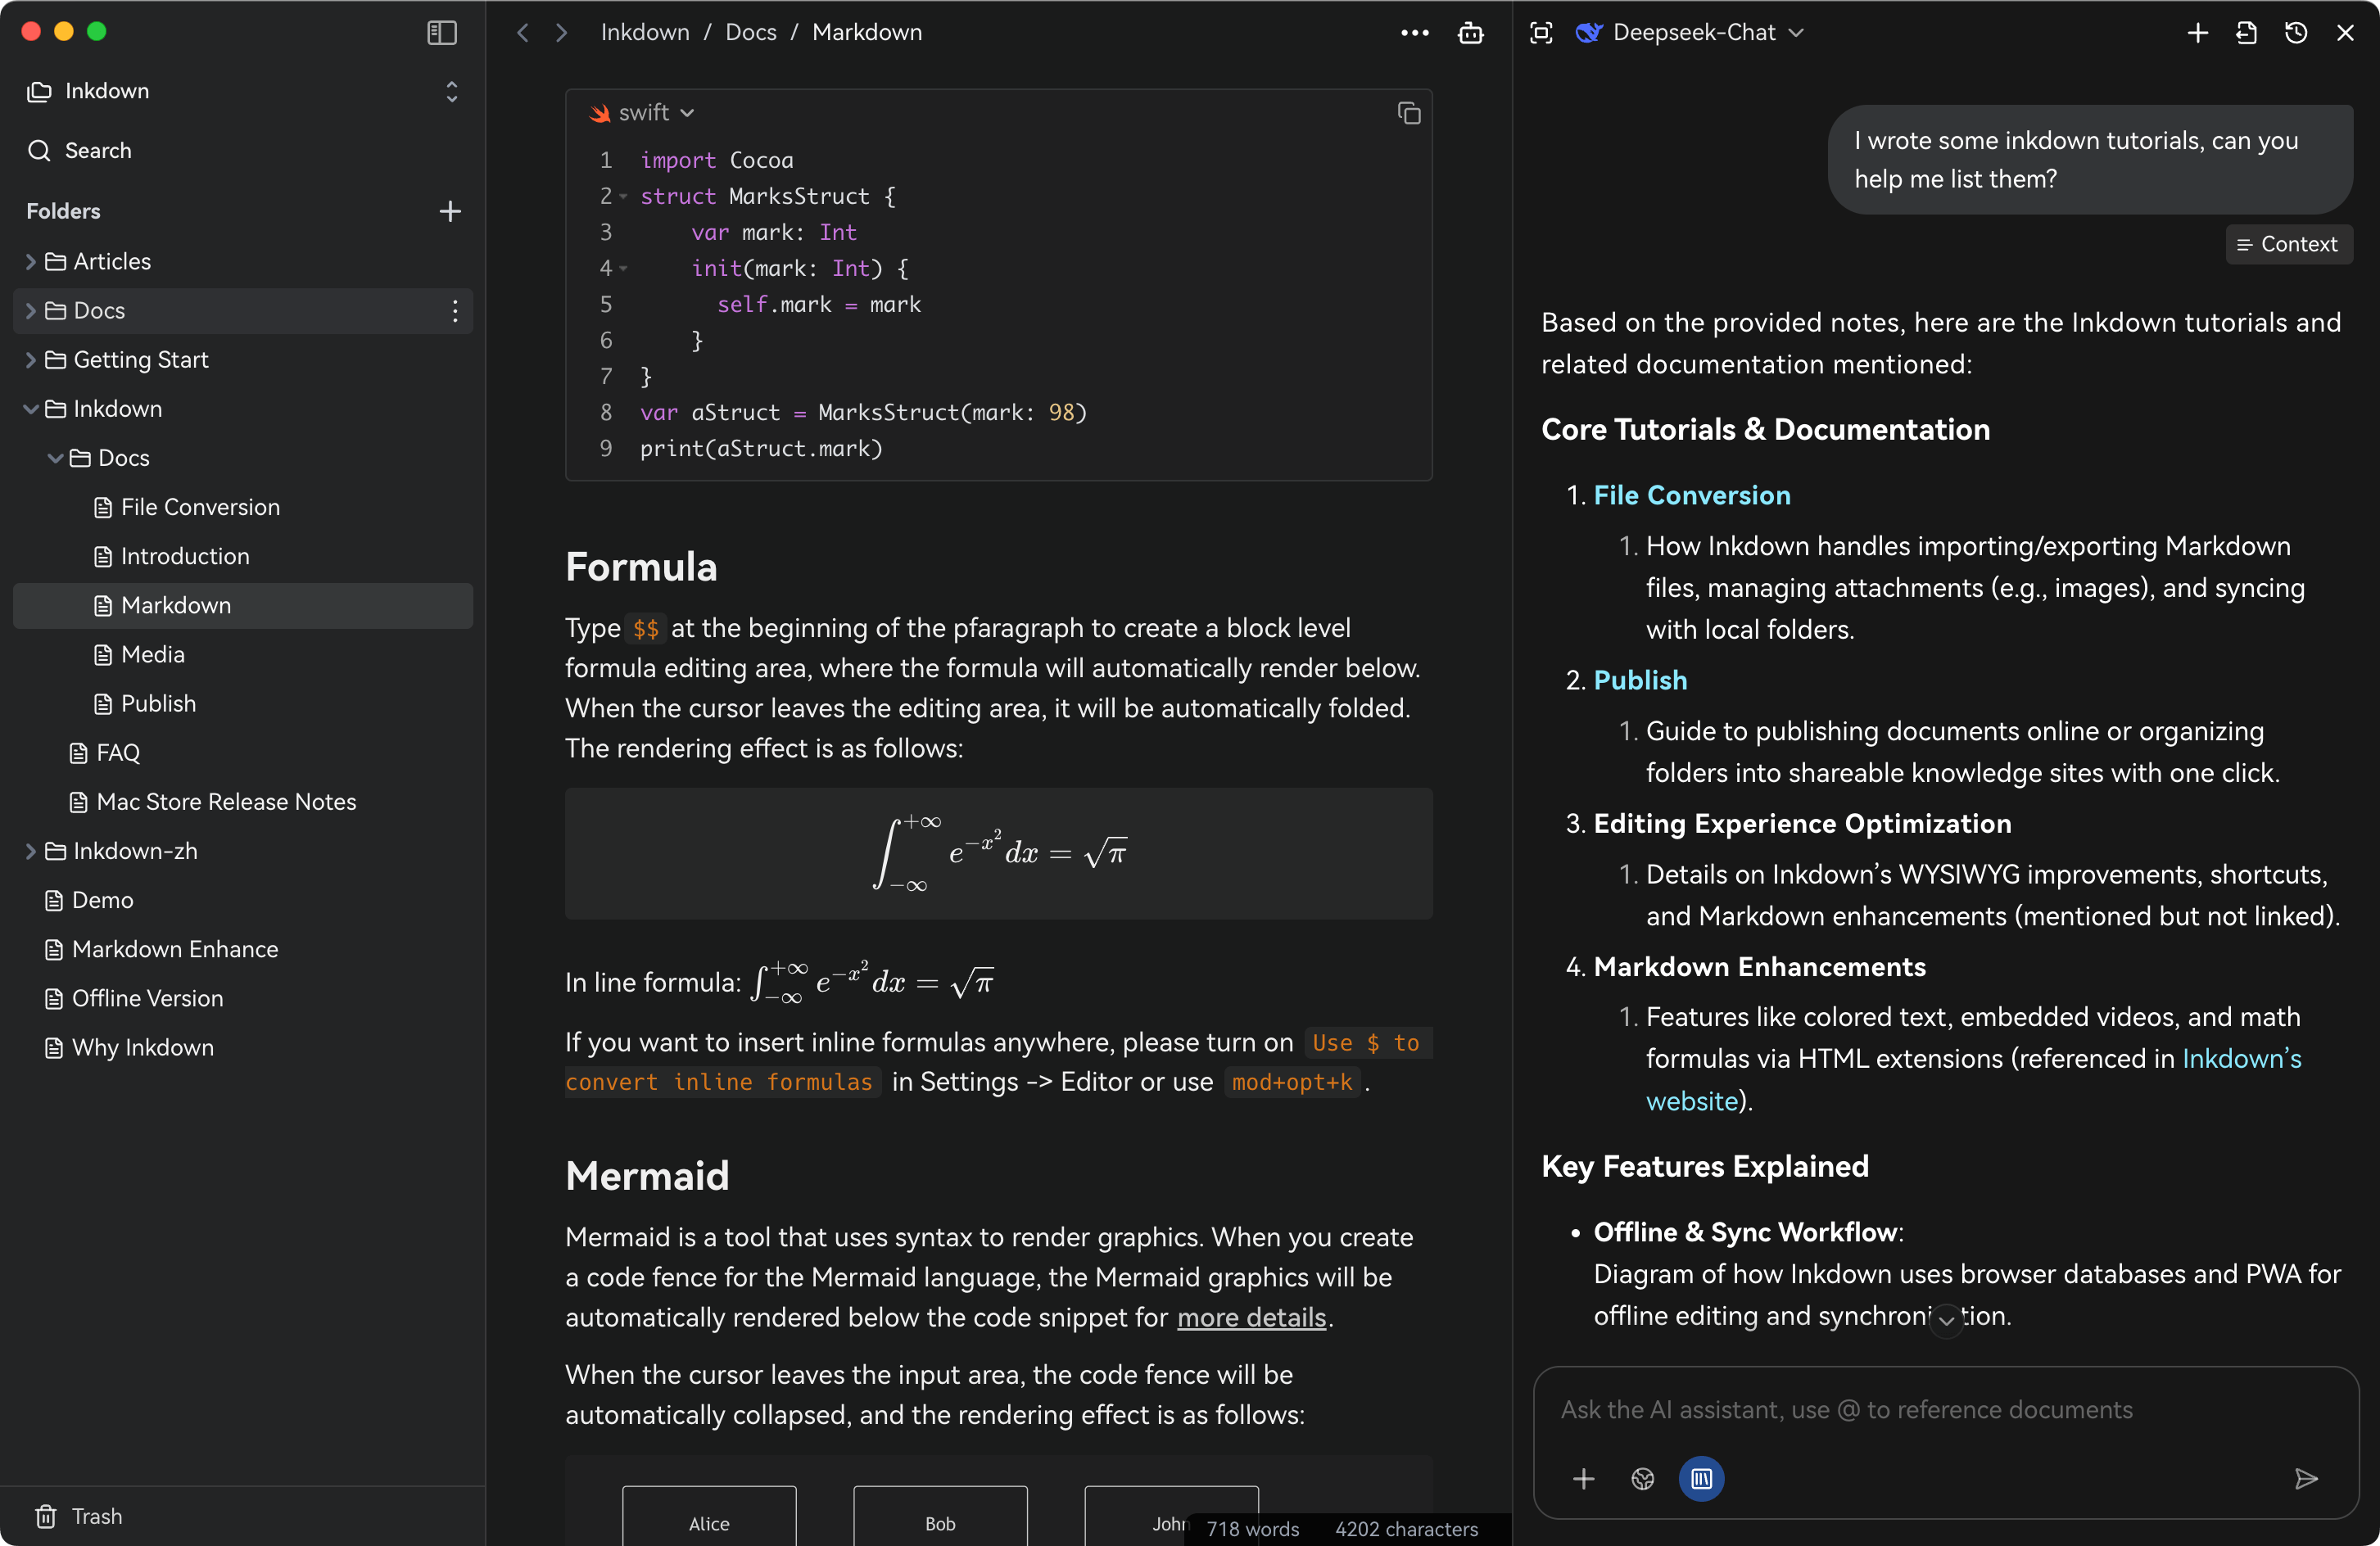 Inkdown
Search
Folders
Articles
Docs
Getting Start
Inkdown
Docs
File Conversion
Introduction
Markdown
Media
Publish
FAQ
Mac Store Release Notes
Inkdown-zh
Demo
Markdown Enhance
Offline Version
Why Inkdown
Trash
Inkdown / Docs / Markdown
swift
1 import Cocoa
2 struct MarksStruct {
3 var mark: Int
4 init(mark: Int) {
5 self.mark = mark
6 }
7 }
8 var aStruct = MarksStruct(mark: 98)
9 print(aStruct.mark)
Formula
Type $$ at the beginning of the pfaragraph to create a block level
formula editing area, where the formula will automatically render below.
When the cursor leaves the editing area, it will be automatically folded.
The rendering effect is as follows:
∫_{-∞}^{+∞} e^{-x^2} dx = √π
In line formula: ∫_{-∞}^{+∞} e^{-x^2} dx = √π
If you want to insert inline formulas anywhere, please turn on Use $ to
convert inline formulas in Settings -> Editor or use mod+opt+k .
Mermaid
Mermaid is a tool that uses syntax to render graphics. When you create
a code fence for the Mermaid language, the Mermaid graphics will be
automatically rendered below the code snippet for more details.
When the cursor leaves the input area, the code fence will be
automatically collapsed, and the rendering effect is as follows:
Alice Bob John
718 words 4202 characters
Deepseek-Chat
I wrote some inkdown tutorials, can you
help me list them?
Context
Based on the provided notes, here are the Inkdown tutorials and
related documentation mentioned:
Core Tutorials & Documentation
1. File Conversion
1. How Inkdown handles importing/exporting Markdown
files, managing attachments (e.g., images), and syncing
with local folders.
2. Publish
1. Guide to publishing documents online or organizing
folders into shareable knowledge sites with one click.
3. Editing Experience Optimization
1. Details on Inkdown's WYSIWYG improvements, shortcuts,
and Markdown enhancements (mentioned but not linked).
4. Markdown Enhancements
1. Features like colored text, embedded videos, and math
formulas via HTML extensions (referenced in Inkdown's
website).
Key Features Explained
• Offline & Sync Workflow:
Diagram of how Inkdown uses browser databases and PWA for
offline editing and synchronization.
Ask the AI assistant, use @ to reference documents